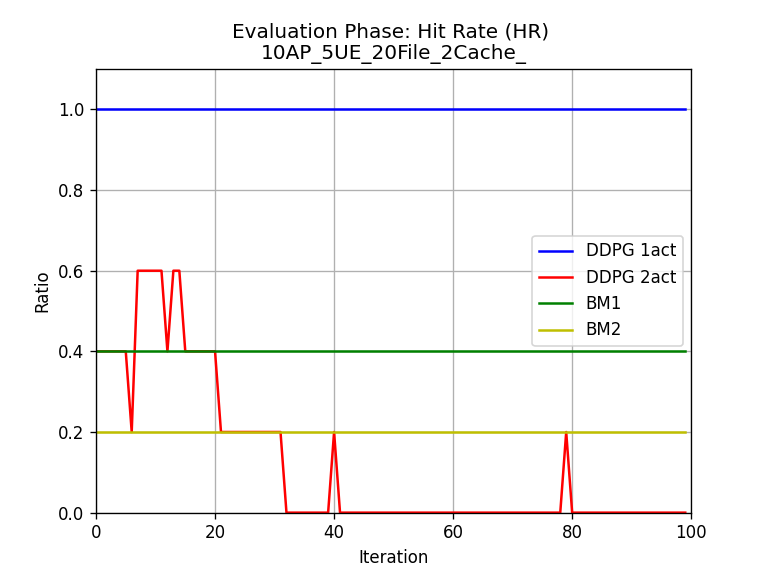 Evaluation Phase: Hit Rate (HR)
10AP_5UE_20File_2Cache_
Ratio
1.0
0.8
0.6
0.4
0.2
0.0
DDPG 1act
DDPG 2act
BM1
BM2
0 20 40 60 80 100
Iteration